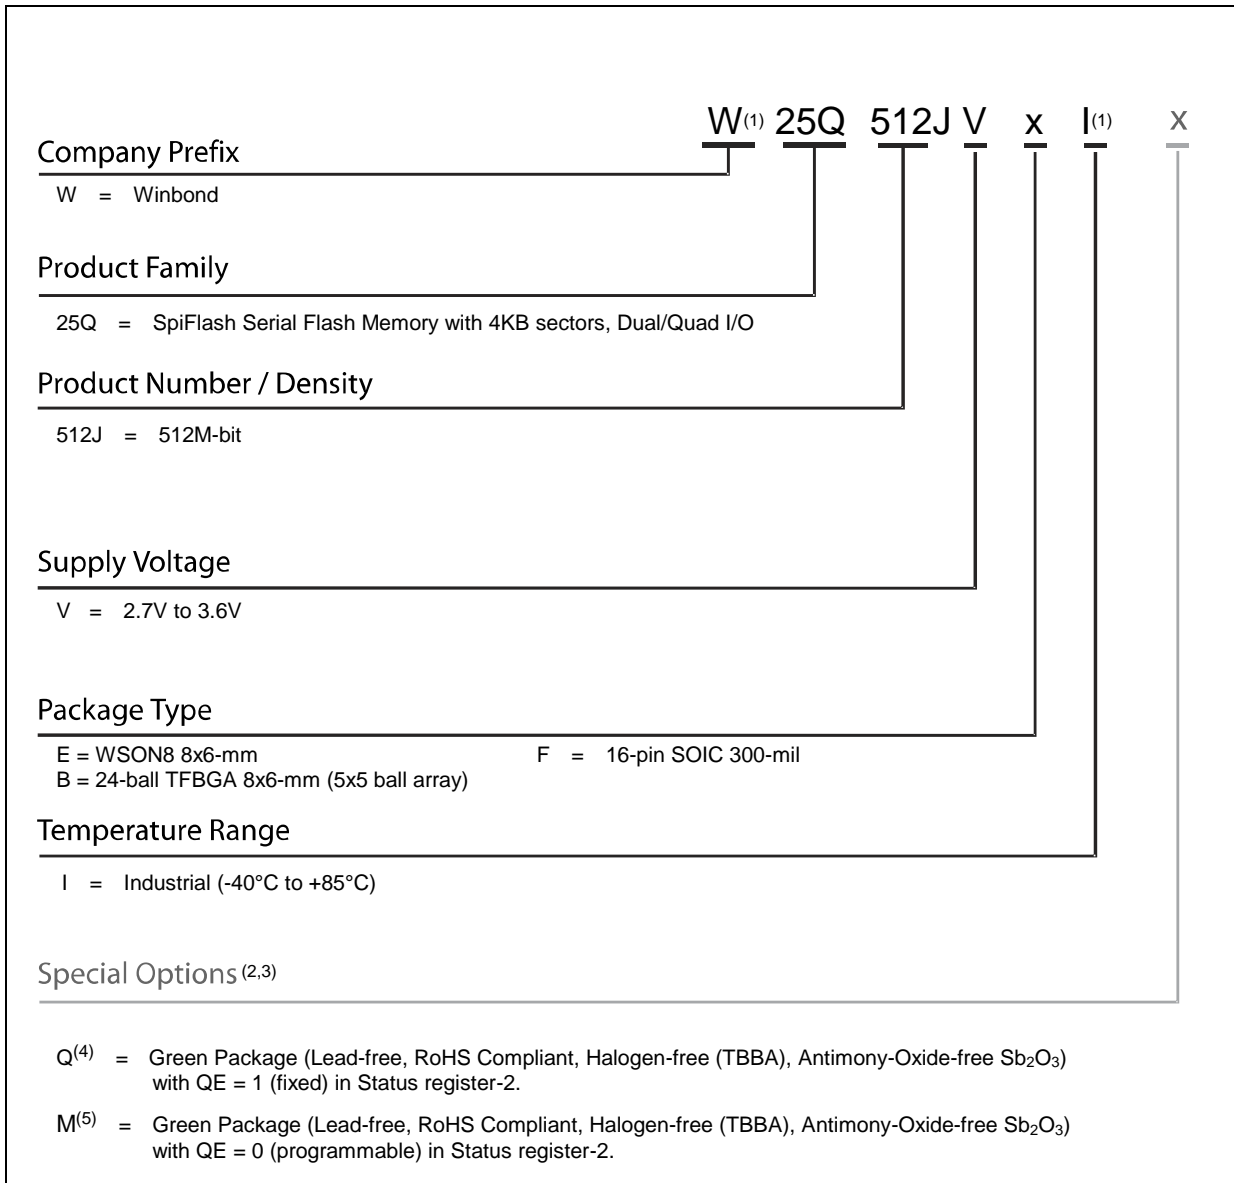 W(1) 25Q 512J V x I(1) x
Company Prefix
W = Winbond
Product Family
25Q = SpiFlash Serial Flash Memory with 4KB sectors, Dual/Quad I/O
Product Number / Density
512J = 512M-bit
Supply Voltage
V = 2.7V to 3.6V
Package Type
E = WSON8 8x6-mm F = 16-pin SOIC 300-mil
B = 24-ball TFBGA 8x6-mm (5x5 ball array)
Temperature Range
I = Industrial (-40°C to +85°C)
Special Options (2,3)
Q(4) = Green Package (Lead-free, RoHS Compliant, Halogen-free (TBBA), Antimony-Oxide-free Sb2O3)
with QE = 1 (fixed) in Status register-2.
M(5) = Green Package (Lead-free, RoHS Compliant, Halogen-free (TBBA), Antimony-Oxide-free Sb2O3)
with QE = 0 (programmable) in Status register-2.